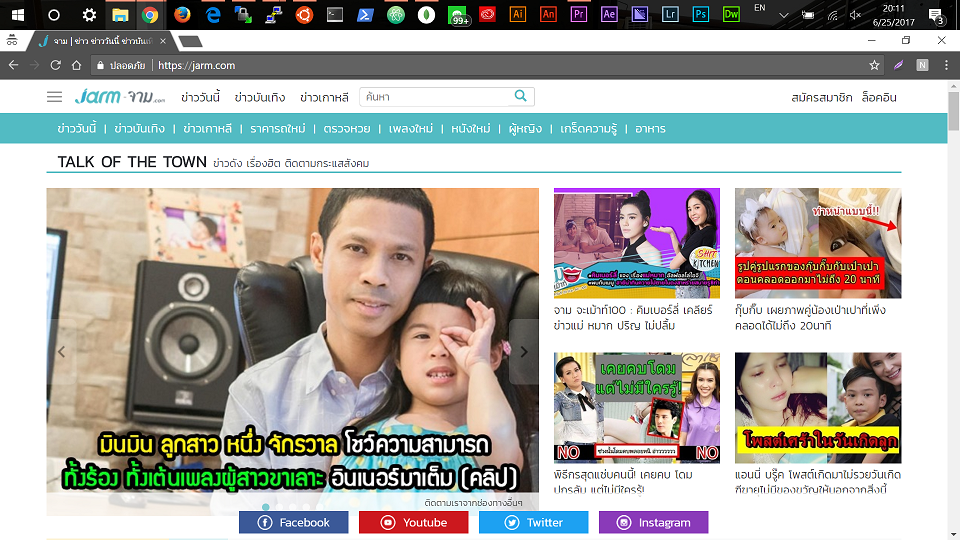 EN
20:11
6/25/2017
99+
Ai An Pr Ae Lr Ps Dw
3
จาม | ข่าว ข่าววันนี้ ข่าวบันเ
ปลอดภัย https://jarm.com
N
Jarm-จาม.com
ข่าววันนี้ ข่าวบันเทิง ข่าวเกาหลี ค้นหา สมัครสมาชิก ล็อคอิน
ข่าววันนี้ | ข่าวบันเทิง | ข่าวเกาหลี | ราคารถใหม่ | ตรวจหวย | เพลงใหม่ | หนังใหม่ | ผู้หญิง | เกร็ดความรู้ | อาหาร
TALK OF THE TOWN ข่าวดัง เรื่องฮิต ติดตามกระแสสังคม
มินมิน ลูกสาว หนึ่ง จักรวาล โชว์ความสามารถ
ทั้งร้อง ทั้งเต้นเพลงผู้สาวขาเลาะ อินเนอร์มาเต็ม (คลิป)
SHIT
KITCHEN
จาม จะเม้าท์100 : คิมเบอร์ลี่ เคลียร์
ข่าวแม่ หมาก ปริญ ไม่ปลื้ม
ทำหน้าแบบนี้!!
รูปคู่รูปแรกของกุ๊บกิ๊บกับเป่าเปา
ตอนคลอดออกมาไม่ถึง 20 นาที
กุ๊บกิ๊บ เผยภาพคู่น้องเป่าเปาที่เพิ่ง
คลอดได้ไม่ถึง 20นาที
เคยคบโดม
แต่ไม่มีใครรู้!
NO
NO
พิธีกรสุดแซ่บคนนี้! เคยคบ โดม
ปกรลัม แต่ไม่มีใครรู้!
โพสต์เศร้าในวันเกิดลูก
แอนนี่ บรู๊ค โพสต์เกิดมาไม่รวยวันเกิด
ติดตามเราจากช่องทางอื่นๆ
Facebook
Youtube
Twitter
Instagram